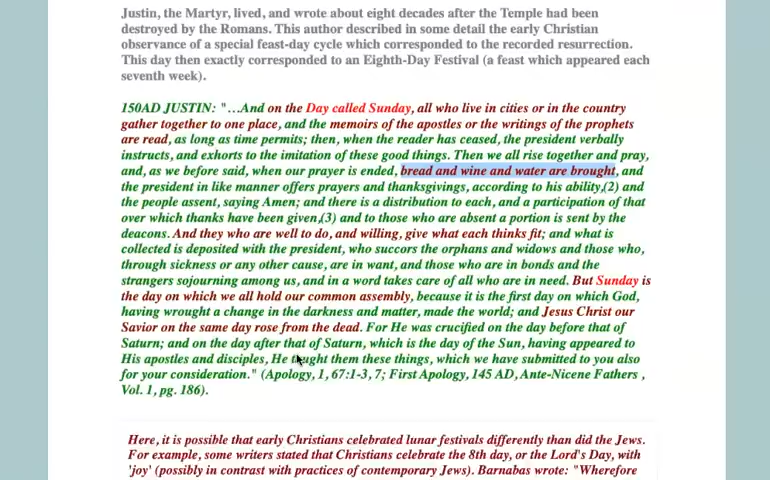 Justin, the Martyr, lived, and wrote about eight decades after the Temple had been
destroyed by the Romans. This author described in some detail the early Christian
observance of a special feast-day cycle which corresponded to the recorded resurrection.
This day then exactly corresponded to an Eighth-Day Festival (a feast which appeared each
seventh week).
150AD JUSTIN: "…And on the Day called Sunday, all who live in cities or in the country
gather together to one place, and the memoirs of the apostles or the writings of the prophets
are read, as long as time permits; then, when the reader has ceased, the president verbally
instructs, and exhorts to the imitation of these good things. Then we all rise together and pray,
and, as we before said, when our prayer is ended, bread and wine and water are brought, and
the president in like manner offers prayers and thanksgivings, according to his ability,(2) and
the people assent, saying Amen; and there is a distribution to each, and a participation of that
over which thanks have been given,(3) and to those who are absent a portion is sent by the
deacons. And they who are well to do, and willing, give what each thinks fit; and what is
collected is deposited with the president, who succors the orphans and widows and those who,
through sickness or any other cause, are in want, and those who are in bonds and the
strangers sojourning among us, and in a word takes care of all who are in need. But Sunday is
the day on which we all hold our common assembly, because it is the first day on which God,
having wrought a change in the darkness and matter, made the world; and Jesus Christ our
Savior on the same day rose from the dead. For He was crucified on the day before that of
Saturn; and on the day after that of Saturn, which is the day of the Sun, having appeared to
His apostles and disciples, He taught them these things, which we have submitted to you also
for your consideration." (Apology, 1, 67:1-3, 7; First Apology, 145 AD, Ante-Nicene Fathers ,
Vol. 1, pg. 186).
Here, it is possible that early Christians celebrated lunar festivals differently than did the Jews.
For example, some writers stated that Christians celebrate the 8th day, or the Lord's Day, with
'joy' (possibly in contrast with practices of contemporary Jews). Barnabas wrote: "Wherefore